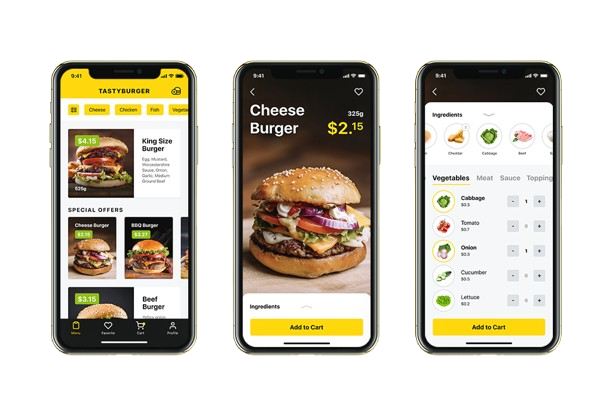 9:41
TASTYBURGER
Cheese
Chicken
Fish
Vegeta
$4.15
625g
King Size
Burger
Egg, Mustard,
Worcestershire
Sauce, Onion,
Garlic, Medium
Ground Beef
SPECIAL OFFERS
Cheese Burger
$2.15
BBQ Burger
$3.27
$3.15
Beef
Burger
Menu
Favorite
Cart
Profile
9:41
Cheese
Burger
325g
$2.15
Ingredients
Add to Cart
9:41
Ingredients
Cheddar
Cabbage
Beef
Vegetables Meat Sauce Topping
Cabbage
$0.3
- 1 +
Tomato
$0.7
- 0 +
Onion
$0.3
- 1 +
Cucumber
$0.5
- 0 +
Lettuce
$0.2
- 0 +
Add to Cart